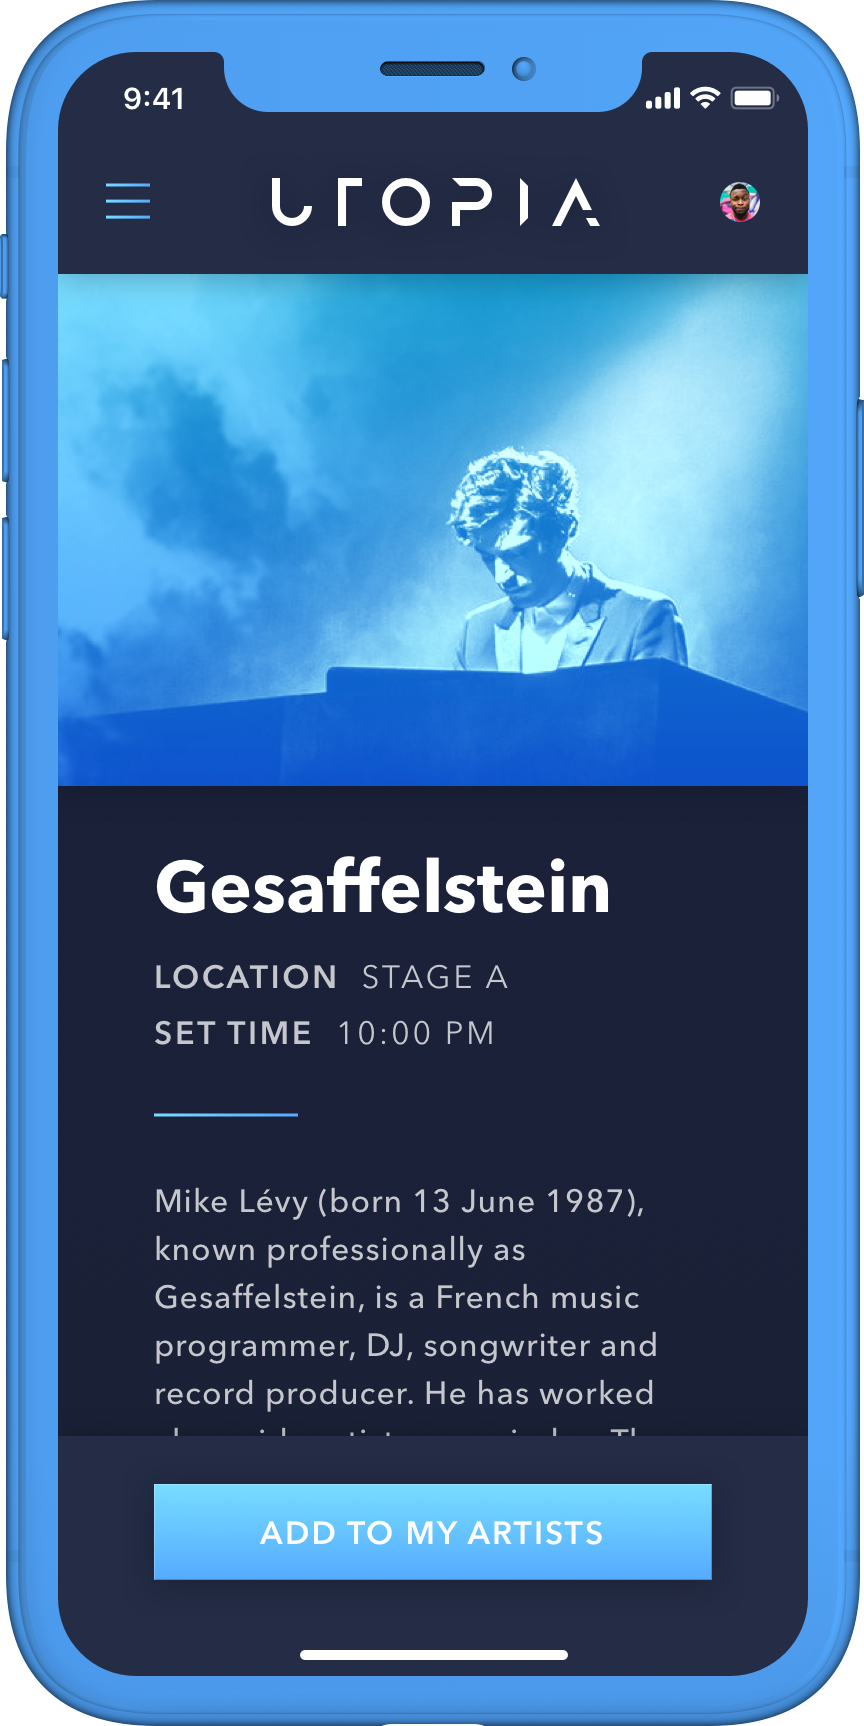 9:41
UTOPIA
Gesaffelstein
LOCATION STAGE A
SET TIME 10:00 PM
Mike Lévy (born 13 June 1987),
known professionally as
Gesaffelstein, is a French music
programmer, DJ, songwriter and
record producer. He has worked
ADD TO MY ARTISTS